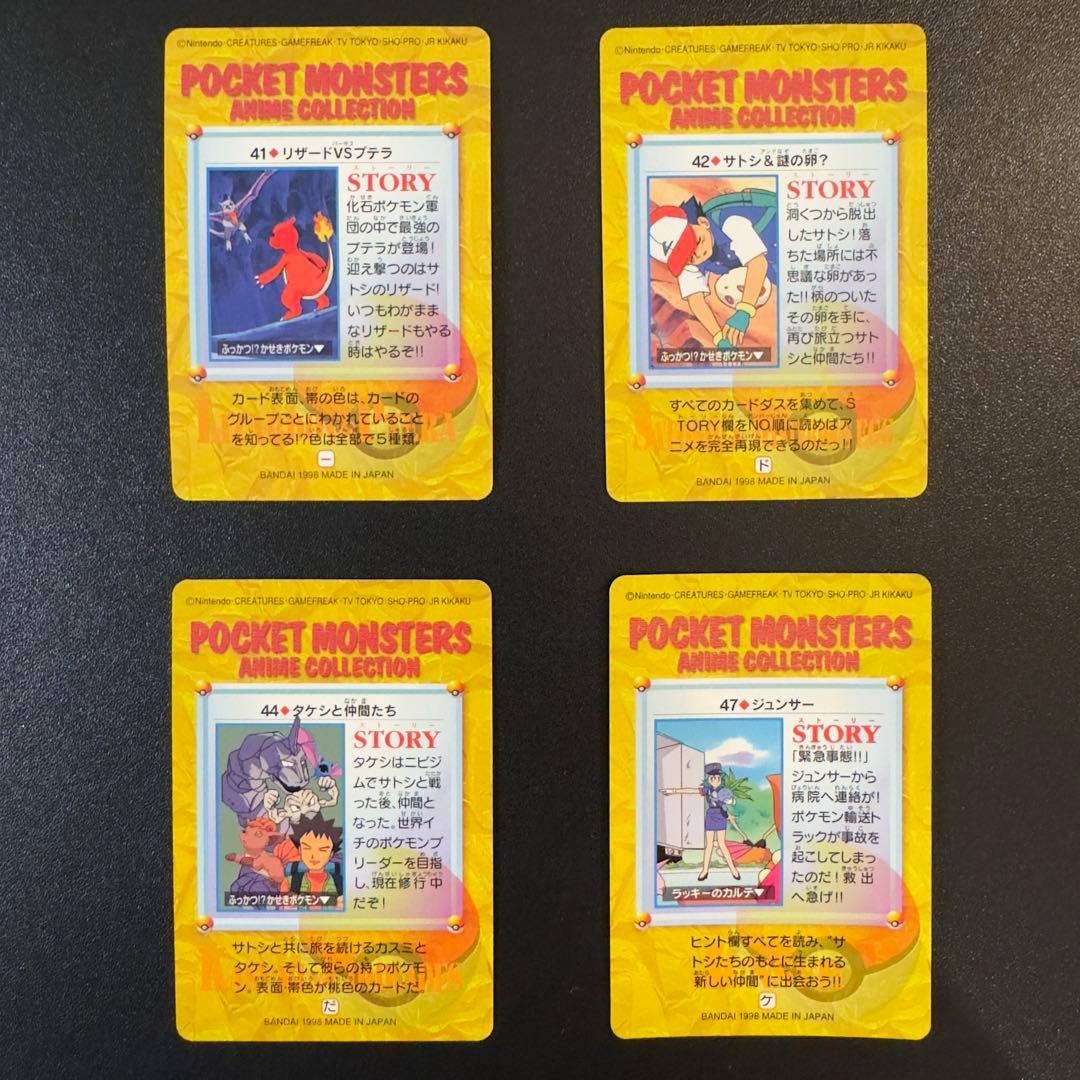 ©Nintendo·CREATURES·GAMEFREAK·TV TOKYO·SHO-PRO·JR KIKAKU
POCKET MONSTERS
ANIME COLLECTION
41◆リザードVSプテラ
STORY
化石ポケモン軍
団の中で最強の
プテラが登場!
迎え撃つのはサ
トシのリザード!
いつもわがまま
なリザードもやる
時はやるぞ!!
ふっかつ!?かせきポケモン▼
カード表面、帯の色は、カードの
グループごとにわかれていること
を知ってる!?色は全部で5種類。
ー
BANDAI 1998 MADE IN JAPAN
©Nintendo·CREATURES·GAMEFREAK·TV TOKYO·SHO-PRO·JR KIKAKU
POCKET MONSTERS
ANIME COLLECTION
42◆サトシ&謎の卵?
STORY
洞くつから脱出
したサトシ!落
ちた場所には不
思議な卵があっ
た!!柄のついた
その卵を手に、
再び旅立つサト
シと仲間たち!!
ふっかつ!?かせきポケモン▼
すべてのカードダスを集めて、S
TORY欄をNO.順に読めばア
ニメを完全再現できるのだっ!!
ド
BANDAI 1998 MADE IN JAPAN
©Nintendo·CREATURES·GAMEFREAK·TV TOKYO·SHO-PRO·JR KIKAKU
POCKET MONSTERS
ANIME COLLECTION
44◆タケシと仲間たち
STORY
タケシはニビジ
ムでサトシと戦
った後、仲間と
なった。世界イ
チのポケモンブ
リーダーを目指
し、現在修行中
だぞ!
ふっかつ!?かせきポケモン▼
サトシと共に旅を続けるカスミと
タケシ。そして彼らの持つポケモ
ン。表面・帯色が桃色のカードだ。
だ
BANDAI 1998 MADE IN JAPAN
©Nintendo·CREATURES·GAMEFREAK·TV TOKYO·SHO-PRO·JR KIKAKU
POCKET MONSTERS
ANIME COLLECTION
47◆ジュンサー
STORY
「緊急事態!!」
ジュンサーから
病院へ連絡が!
ポケモン輸送ト
ラックが事故を
起こしてしまっ
たのだ!救出
へ急げ!!
ラッキーのカルテ▼
ヒント欄すべてを読み、"サ
トシたちのもとに生まれる
新しい仲間"に出会おう!!
ケ
BANDAI 1998 MADE IN JAPAN